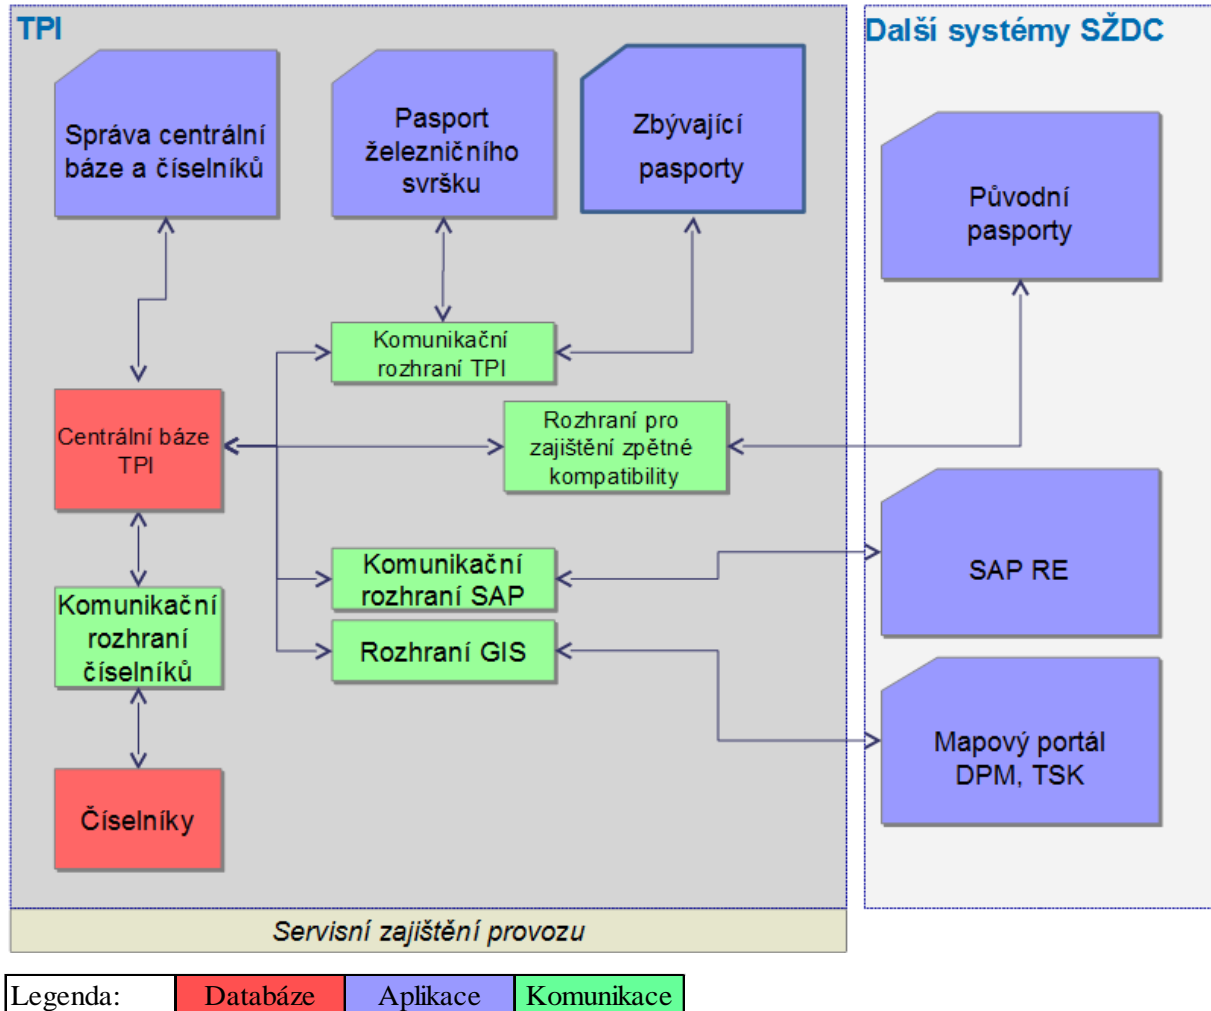 TPI
Další systémy SŽDC
Správa centrální
báze a číselníků
Pasport
železničního
svršku
Zbývající
pasporty
Původní
pasporty
Komunikační
rozhraní TPI
Centrální báze
TPI
Rozhraní pro
zajištění zpětné
kompatibility
Komunikační
rozhraní SAP
SAP RE
Komunikační
rozhraní
číselníků
Rozhraní GIS
Mapový portál
DPM, TSK
Číselníky
Servisní zajištění provozu
Legenda: Databáze Aplikace Komunikace